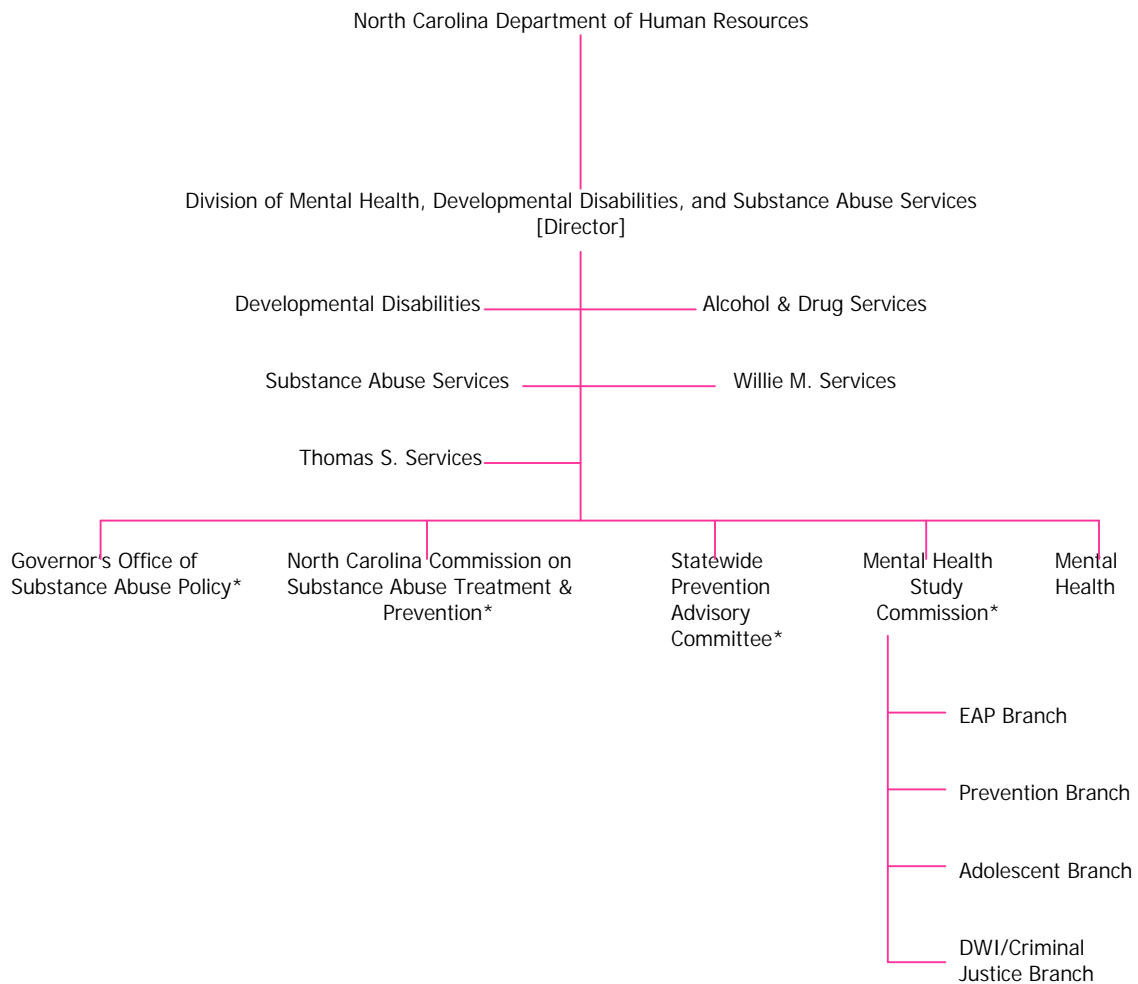 North Carolina Department of Human Resources
Division of Mental Health, Developmental Disabilities, and Substance Abuse Services
[Director]
Developmental Disabilities
Alcohol & Drug Services
Substance Abuse Services
Willie M. Services
Thomas S. Services
Governor's Office of
Substance Abuse Policy*
North Carolina Commission on
Substance Abuse Treatment &
Prevention*
Statewide
Prevention
Advisory
Committee*
Mental Health
Study
Commission*
Mental
Health
EAP Branch
Prevention Branch
Adolescent Branch
DWI/Criminal
Justice Branch